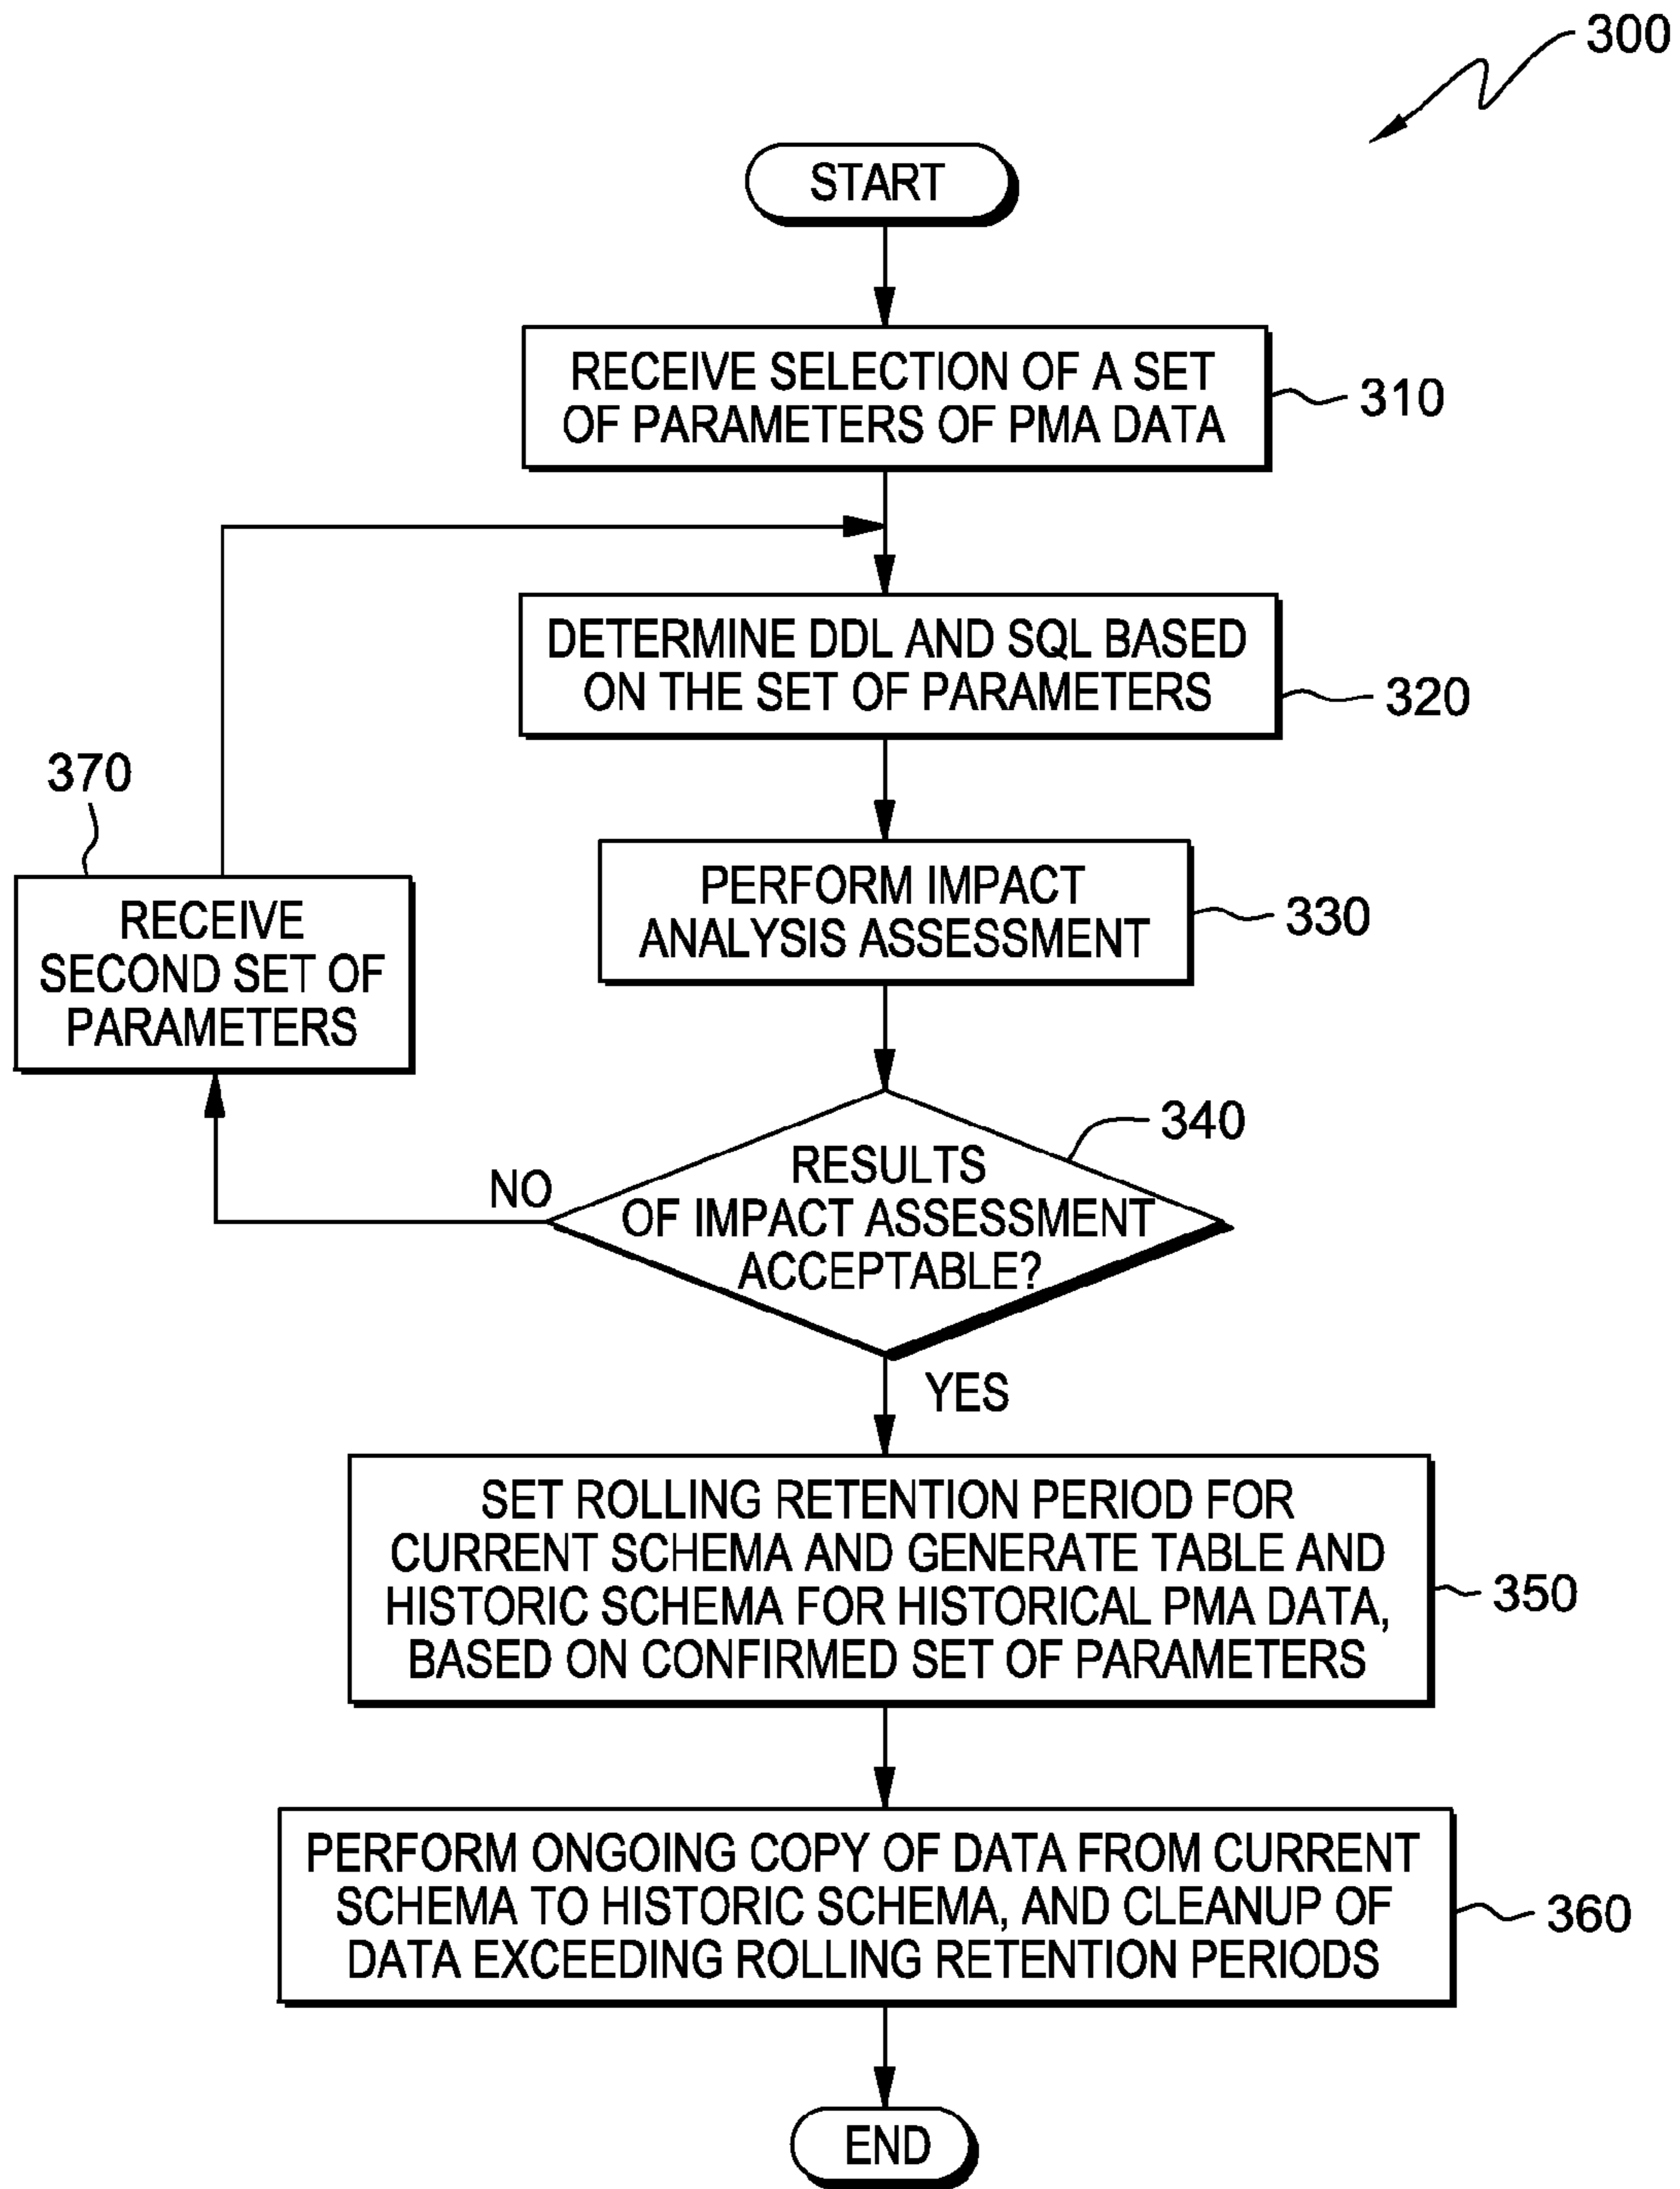 300
START
RECEIVE SELECTION OF A SET
OF PARAMETERS OF PMA DATA
310
DETERMINE DDL AND SQL BASED
ON THE SET OF PARAMETERS
320
370
RECEIVE
SECOND SET OF
PARAMETERS
PERFORM IMPACT
ANALYSIS ASSESSMENT
330
340
RESULTS
OF IMPACT ASSESSMENT
ACCEPTABLE?
NO
YES
SET ROLLING RETENTION PERIOD FOR
CURRENT SCHEMA AND GENERATE TABLE AND
HISTORIC SCHEMA FOR HISTORICAL PMA DATA,
BASED ON CONFIRMED SET OF PARAMETERS
350
PERFORM ONGOING COPY OF DATA FROM CURRENT
SCHEMA TO HISTORIC SCHEMA, AND CLEANUP OF
DATA EXCEEDING ROLLING RETENTION PERIODS
360
END